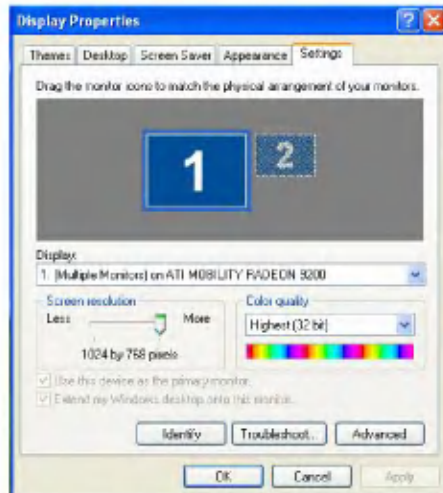 Display Properties
Themes Desktop Screen Saver Appearance Settings
Drag the monitor icons to match the physical arrangement of your monitors.
1 2
Display:
1. (Multiple Monitors) on ATI MOBILITY RADEON 9200
Screen resolution Color quality
Less More Highest (32 bit)
1024 by 768 pixels
Use this device as the primary monitor.
Extend my Windows desktop onto this monitor.
Identify Troubleshoot... Advanced
OK Cancel Apply